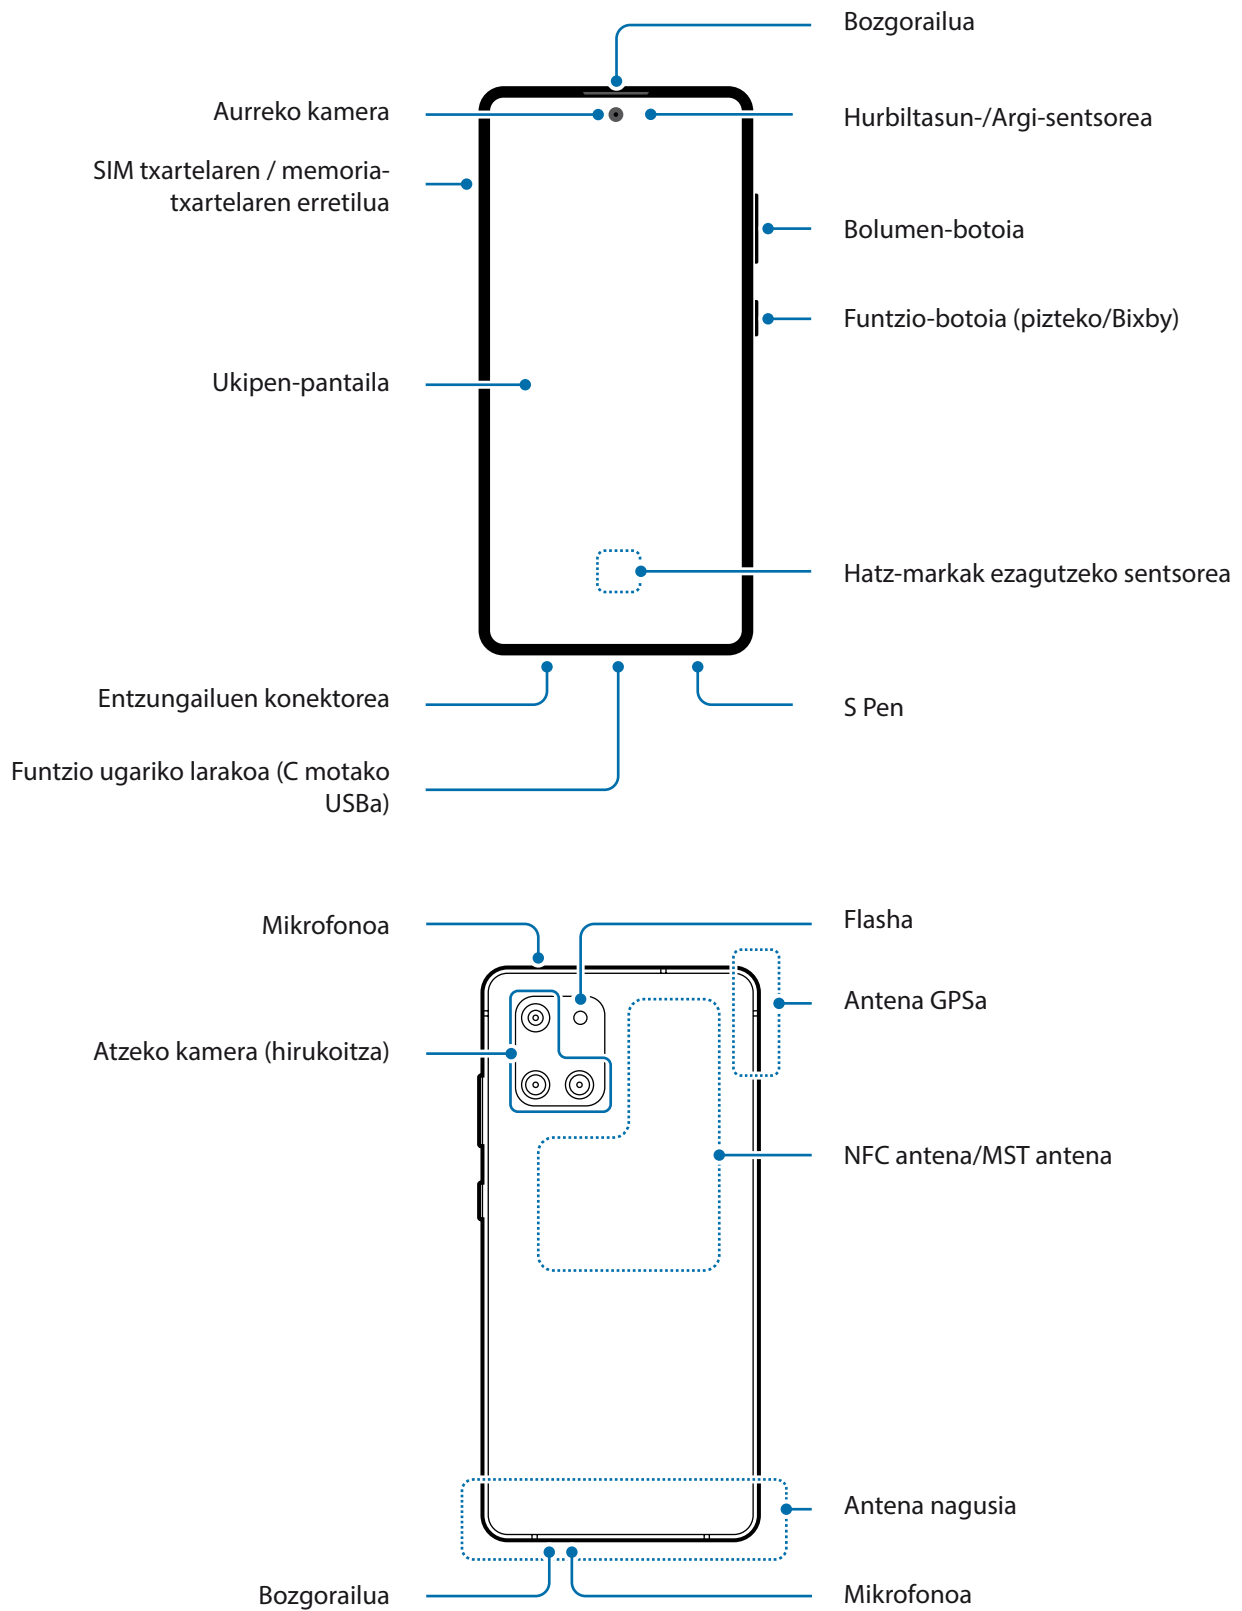 Bozgorailua
Aurreko kamera
Hurbiltasun-/Argi-sentsorea
SIM txartelaren / memoria-
txartelaren erretilua
Bolumen-botoia
Funtzio-botoia (pizteko/Bixby)
Ukipen-pantaila
Hatz-markak ezagutzeko sentsorea
Entzungailuen konektorea
S Pen
Funtzio ugariko larakoa (C motako
USBa)
Mikrofonoa
Flasha
Antena GPSa
Atzeko kamera (hirukoitza)
NFC antena/MST antena
Antena nagusia
Bozgorailua
Mikrofonoa